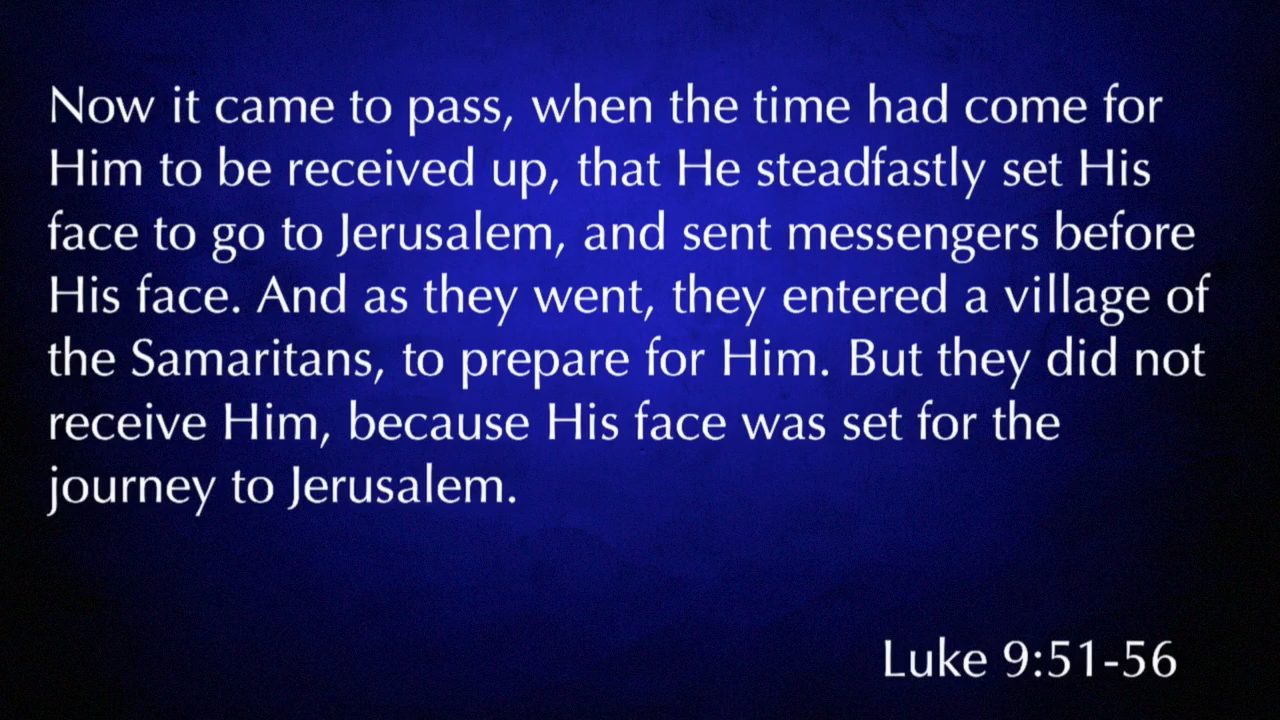 Now it came to pass, when the time had come for
Him to be received up, that He steadfastly set His
face to go to Jerusalem, and sent messengers before
His face. And as they went, they entered a village of
the Samaritans, to prepare for Him. But they did not
receive Him, because His face was set for the
journey to Jerusalem.
Luke 9:51-56